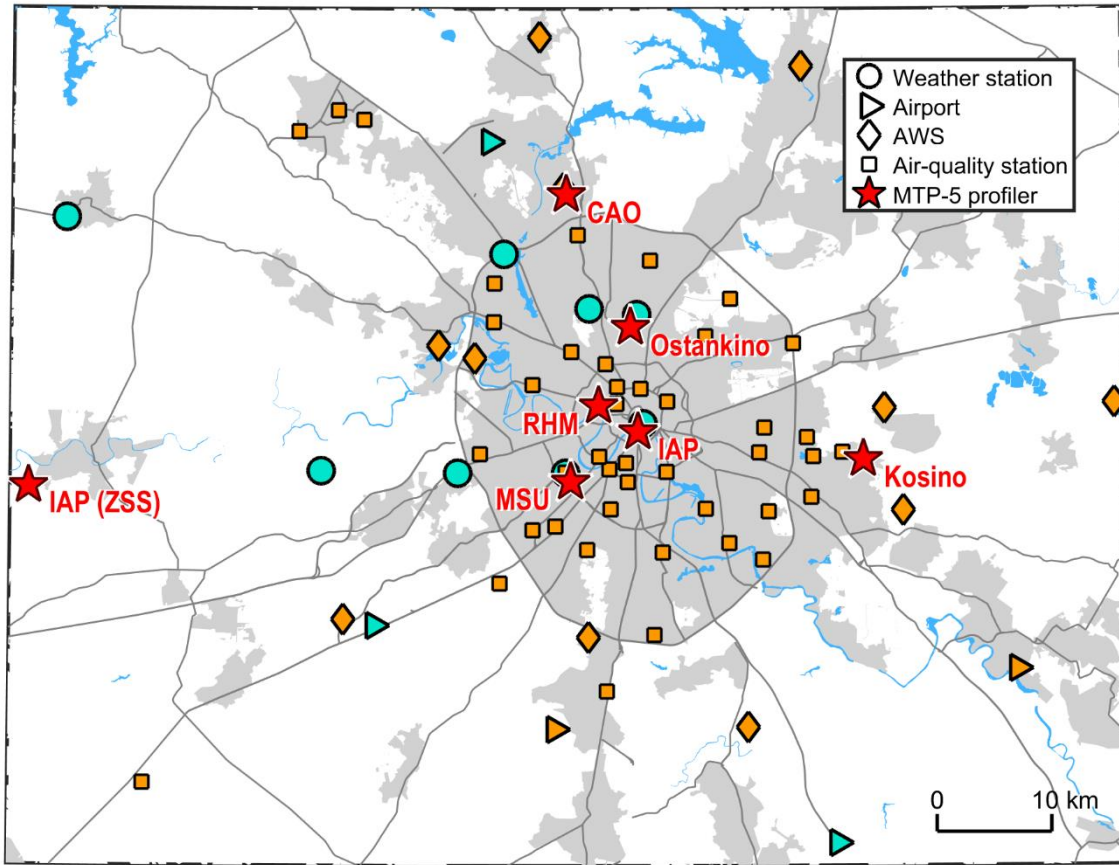 Weather station
Airport
AWS
Air-quality station
MTP-5 profiler
CAO
Ostankino
RHM
IAP
Kosino
IAP (ZSS)
MSU
0
10 km